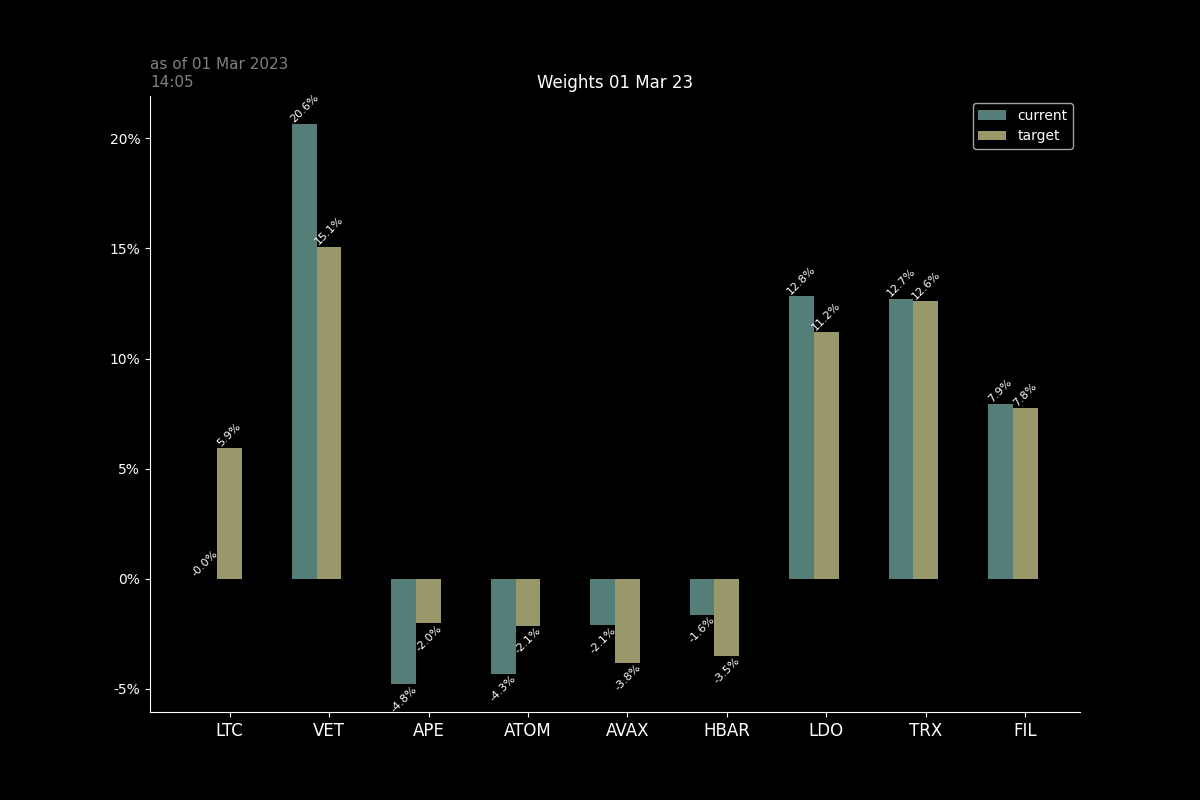 as of 01 Mar 2023
14:05
Weights 01 Mar 23
current
target
20%
15%
10%
5%
0%
-5%
-0.0%
5.9%
20.6%
15.1%
-4.8%
-2.0%
-4.3%
-2.1%
-2.1%
-3.8%
-1.6%
-3.5%
12.8%
11.2%
12.7%
12.6%
7.9%
7.8%
LTC
VET
APE
ATOM
AVAX
HBAR
LDO
TRX
FIL